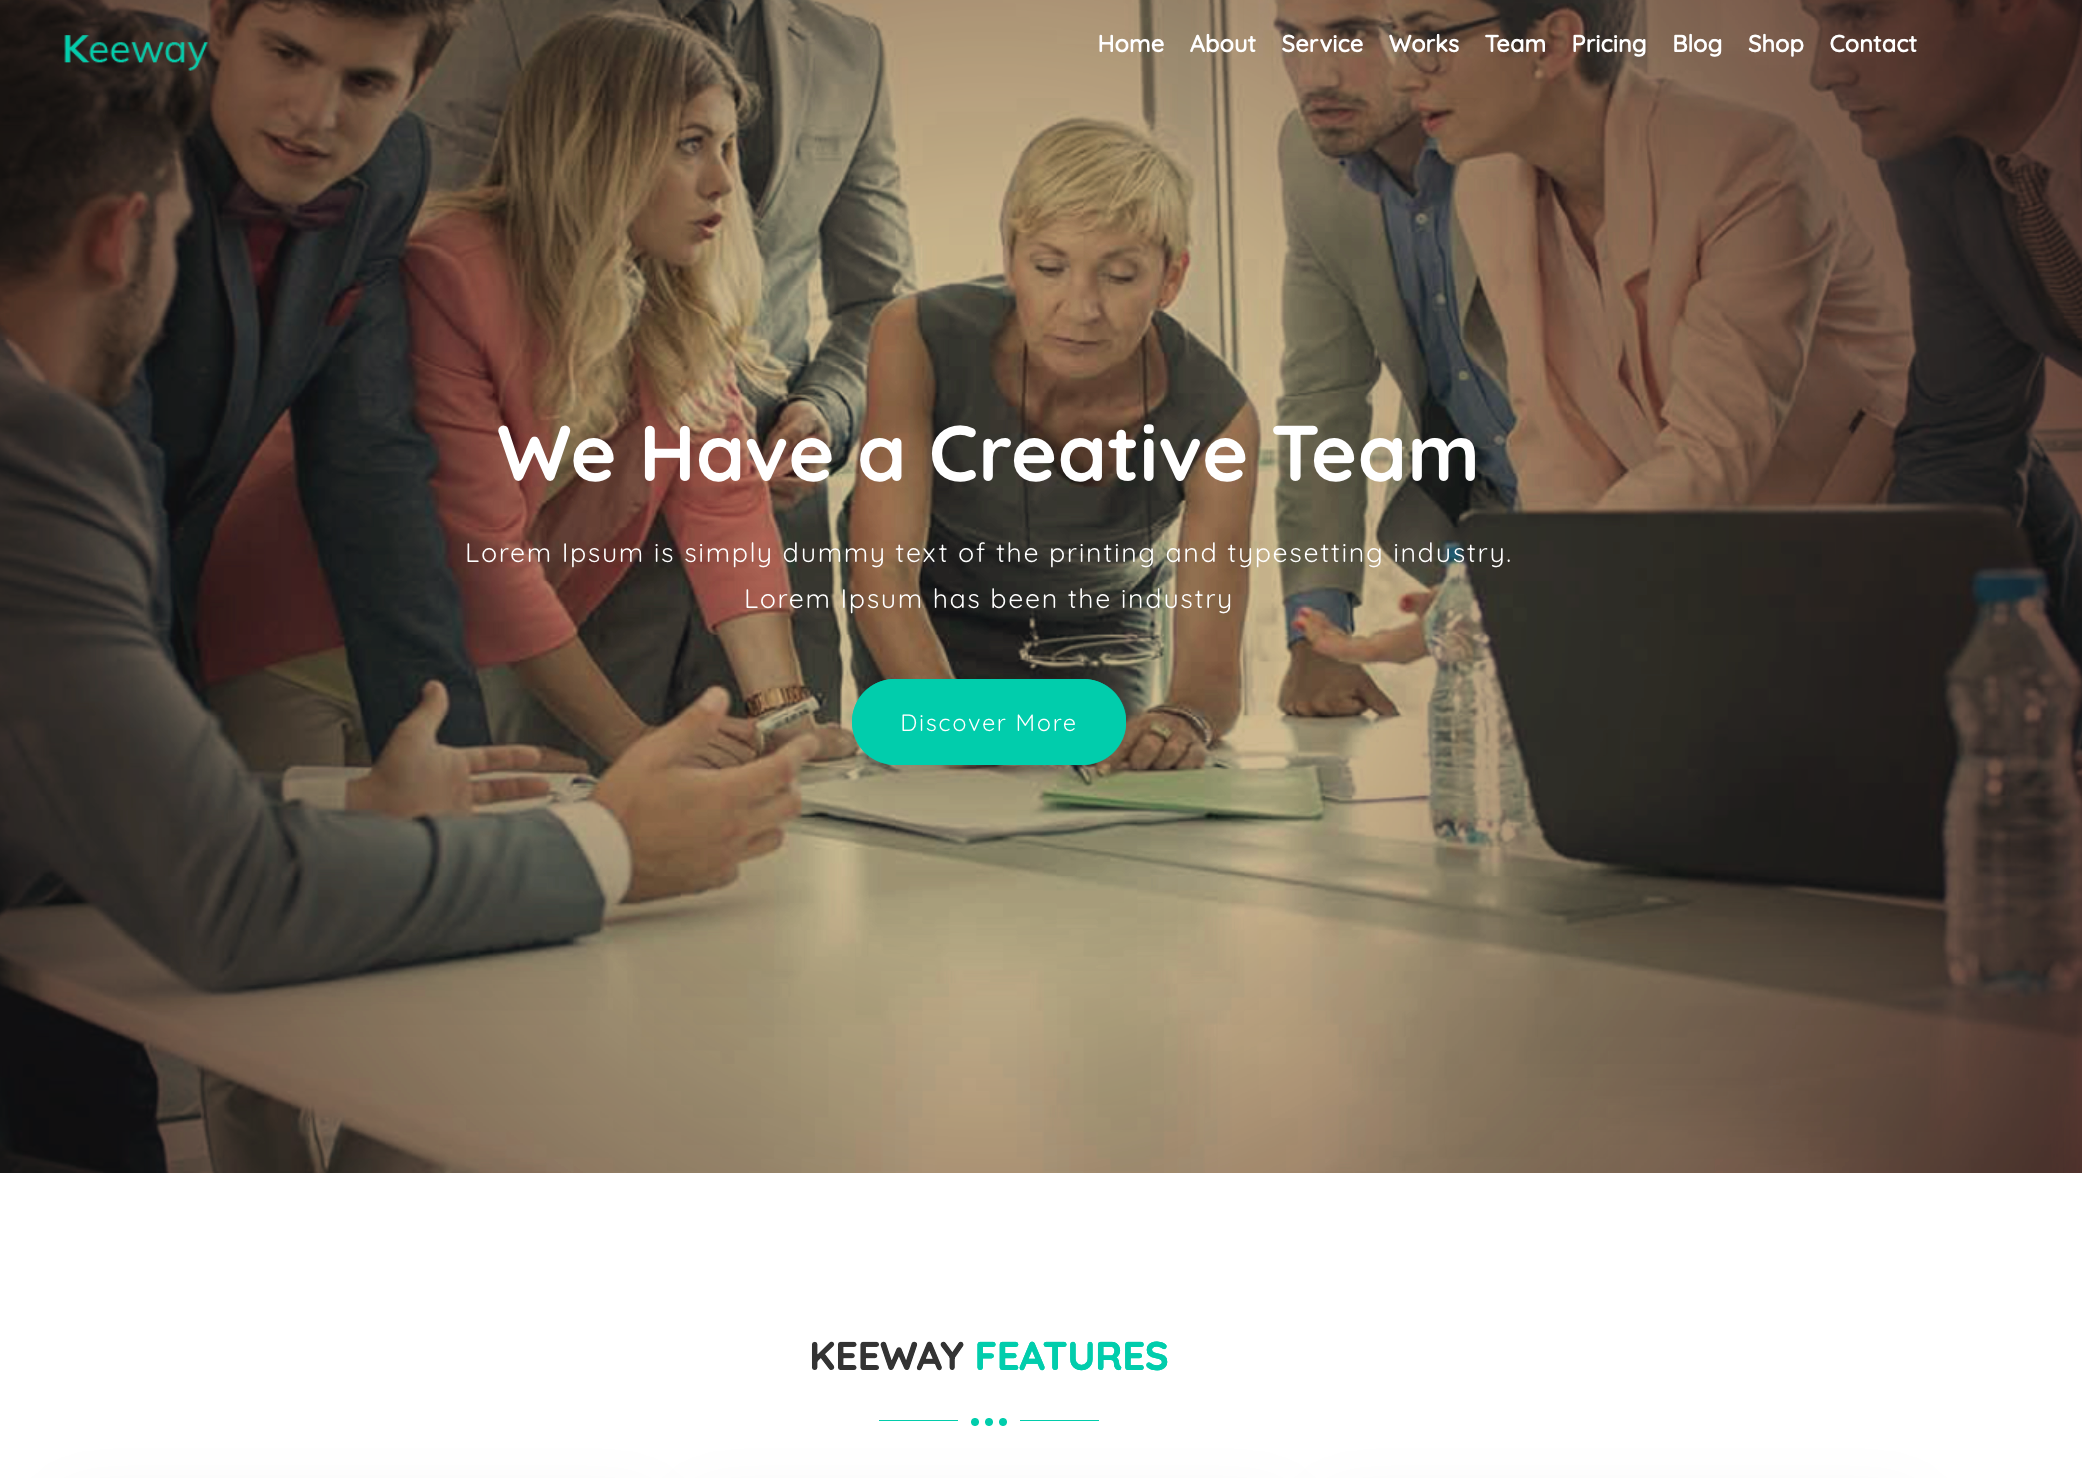 Keeway
Home About Service Works Team Pricing Blog Shop Contact
We Have a Creative Team
Lorem Ipsum is simply dummy text of the printing and typesetting industry.
Lorem Ipsum has been the industry
Discover More
KEEWAY FEATURES